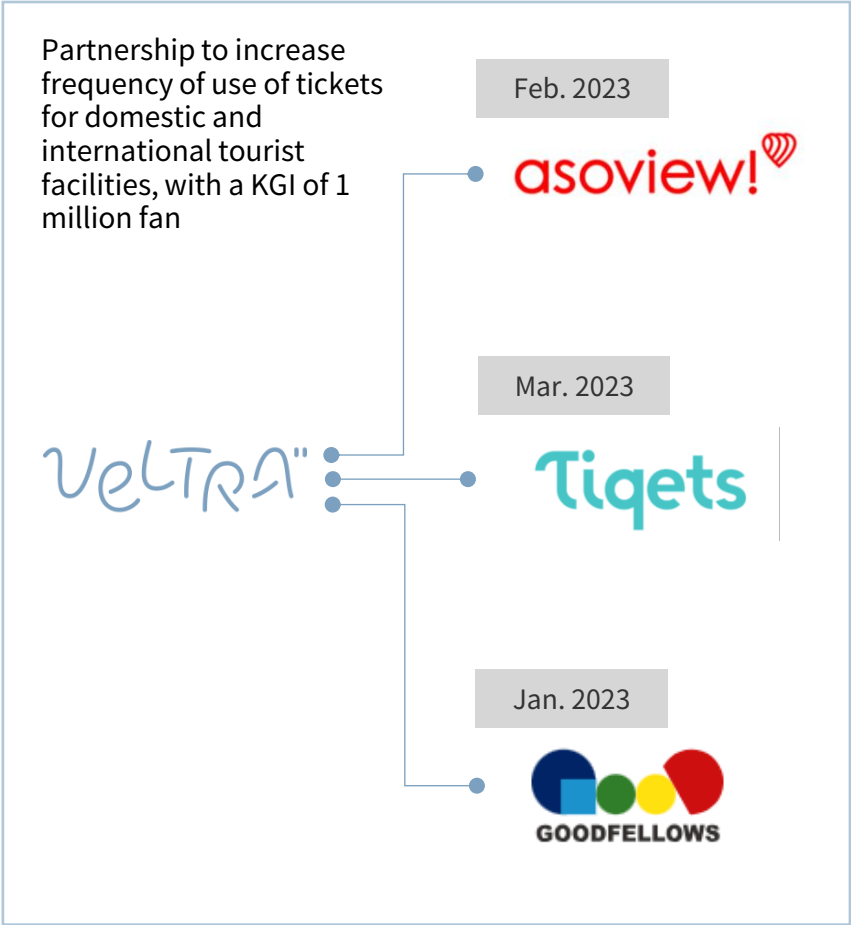 Partnership to increase
frequency of use of tickets
for domestic and
international tourist
facilities, with a KGI of 1
million fan
Feb. 2023
asoview!
Mar. 2023
VELTRA
Tiqets
Jan. 2023
GOOD
GOODFELLOWS